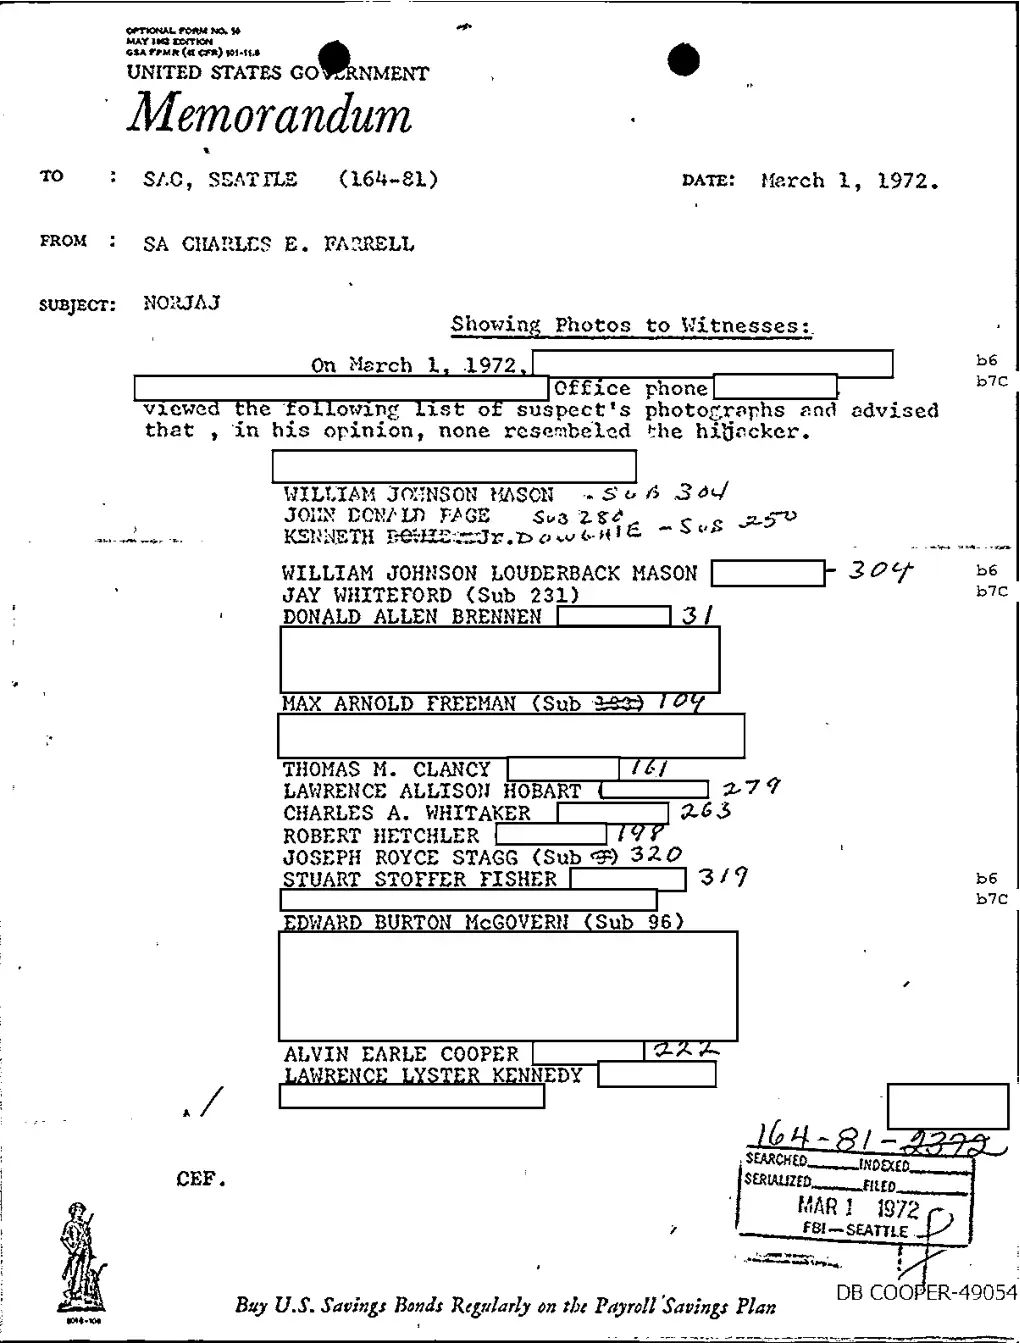 OPTIONAL FORM NO. 10
MAY 1962 EDITION
GSA FPMR (41 CFR) 101-11.6
UNITED STATES GOVERNMENT
Memorandum
TO : SAC, SEATTLE (164-81) DATE: March 1, 1972.
FROM : SA CHARLES E. FARRELL
SUBJECT: NORJAJ
Showing Photos to Witnesses:
On March 1, 1972, b6
Office phone b7C
viewed the following list of suspect's photographs and advised
that , in his opinion, none resembeled the hijacker.
WILLIAM JOHNSON MASON - Sub 304
JOHN DONALD PAGE Sub 280
KENNETH Jr. DOWGHIE - Sub 250
WILLIAM JOHNSON LOUDERBACK MASON - 304 b6
JAY WHITEFORD (Sub 231) b7C
DONALD ALLEN BRENNEN 31
MAX ARNOLD FREEMAN (Sub 104
THOMAS M. CLANCY 161
LAWRENCE ALLISON HOBART ( 279
CHARLES A. WHITAKER 263
ROBERT HETCHLER 198
JOSEPH ROYCE STAGG (Sub ) 320
STUART STOFFER FISHER 319 b6
b7C
EDWARD BURTON McGOVERN (Sub 96)
ALVIN EARLE COOPER 222
LAWRENCE LYSTER KENNEDY
164-81-2392
SEARCHED INDEXED
SERIALIZED FILED
MAR 1 1972
FBI—SEATTLE
CEF.
DB COOPER-49054
Buy U.S. Savings Bonds Regularly on the Payroll Savings Plan